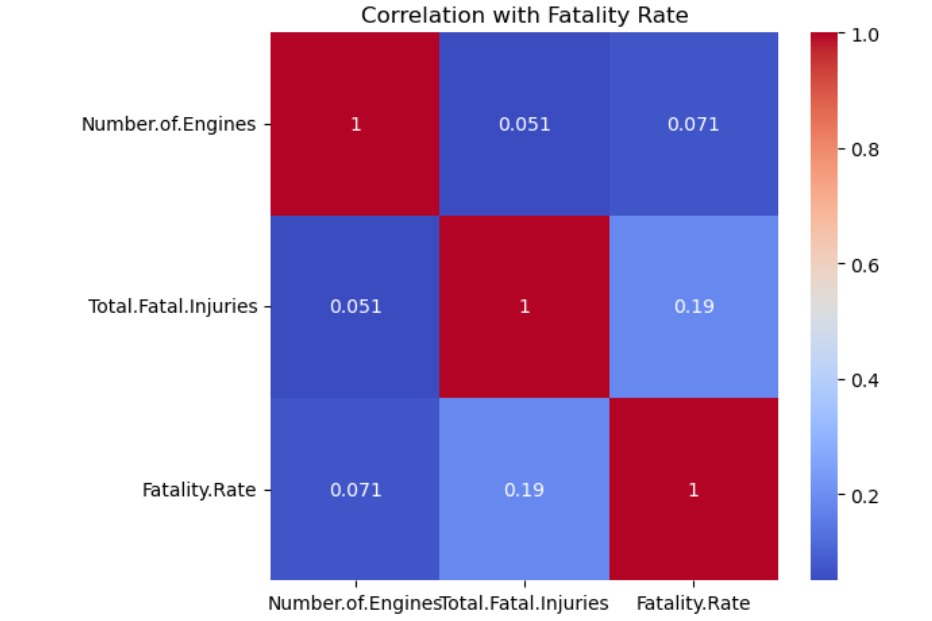 Correlation with Fatality Rate
Number.of.Engines 1 0.051 0.071
Total.Fatal.Injuries 0.051 1 0.19
Fatality.Rate 0.071 0.19 1
Number.of.Engines Total.Fatal.Injuries Fatality.Rate
1.0
0.8
0.6
0.4
0.2